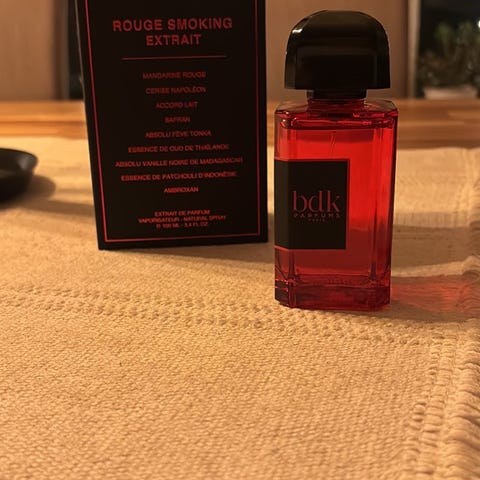 ROUGE SMOKING
EXTRAIT
MANDARINE ROUGE
CERISE NAPOLÉON
ACCORD LAIT
SAFRAN
ABSOLU FÈVE TONKA
ESSENCE DE OUD DE THAÏLANDE
ABSOLU VANILLE NOIRE DE MADAGASCAR
ESSENCE DE PATCHOULI D'INDONÉSIE
AMBROXAN
EXTRAIT DE PARFUM
VAPORISATEUR - NATURAL SPRAY
℮ 100 ML - 3,4 FL.OZ.
bdk
PARFUMS
PARIS